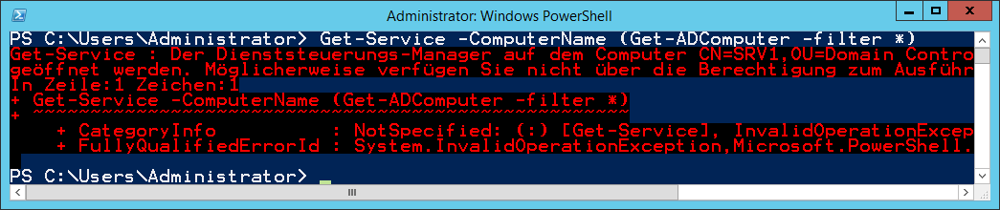 Administrator: Windows PowerShell
PS C:\Users\Administrator> Get-Service -ComputerName (Get-ADComputer -filter *)
Get-Service : Der Dienststeuerungs-Manager auf dem Computer CN=SRV1,OU=Domain Contro
geöffnet werden. Möglicherweise verfügen Sie nicht über die Berechtigung zum Ausführ
In Zeile:1 Zeichen:1
+ Get-Service -ComputerName (Get-ADComputer -filter *)
+ ~~~~~~~~~~~~~~~~~~~~~~~~~~~~~~~~~~~~~~~~~~~~~~~~~~~~
+ CategoryInfo : NotSpecified: (:) [Get-Service], InvalidOperationExcep
+ FullyQualifiedErrorId : System.InvalidOperationException,Microsoft.PowerShell.
PS C:\Users\Administrator>